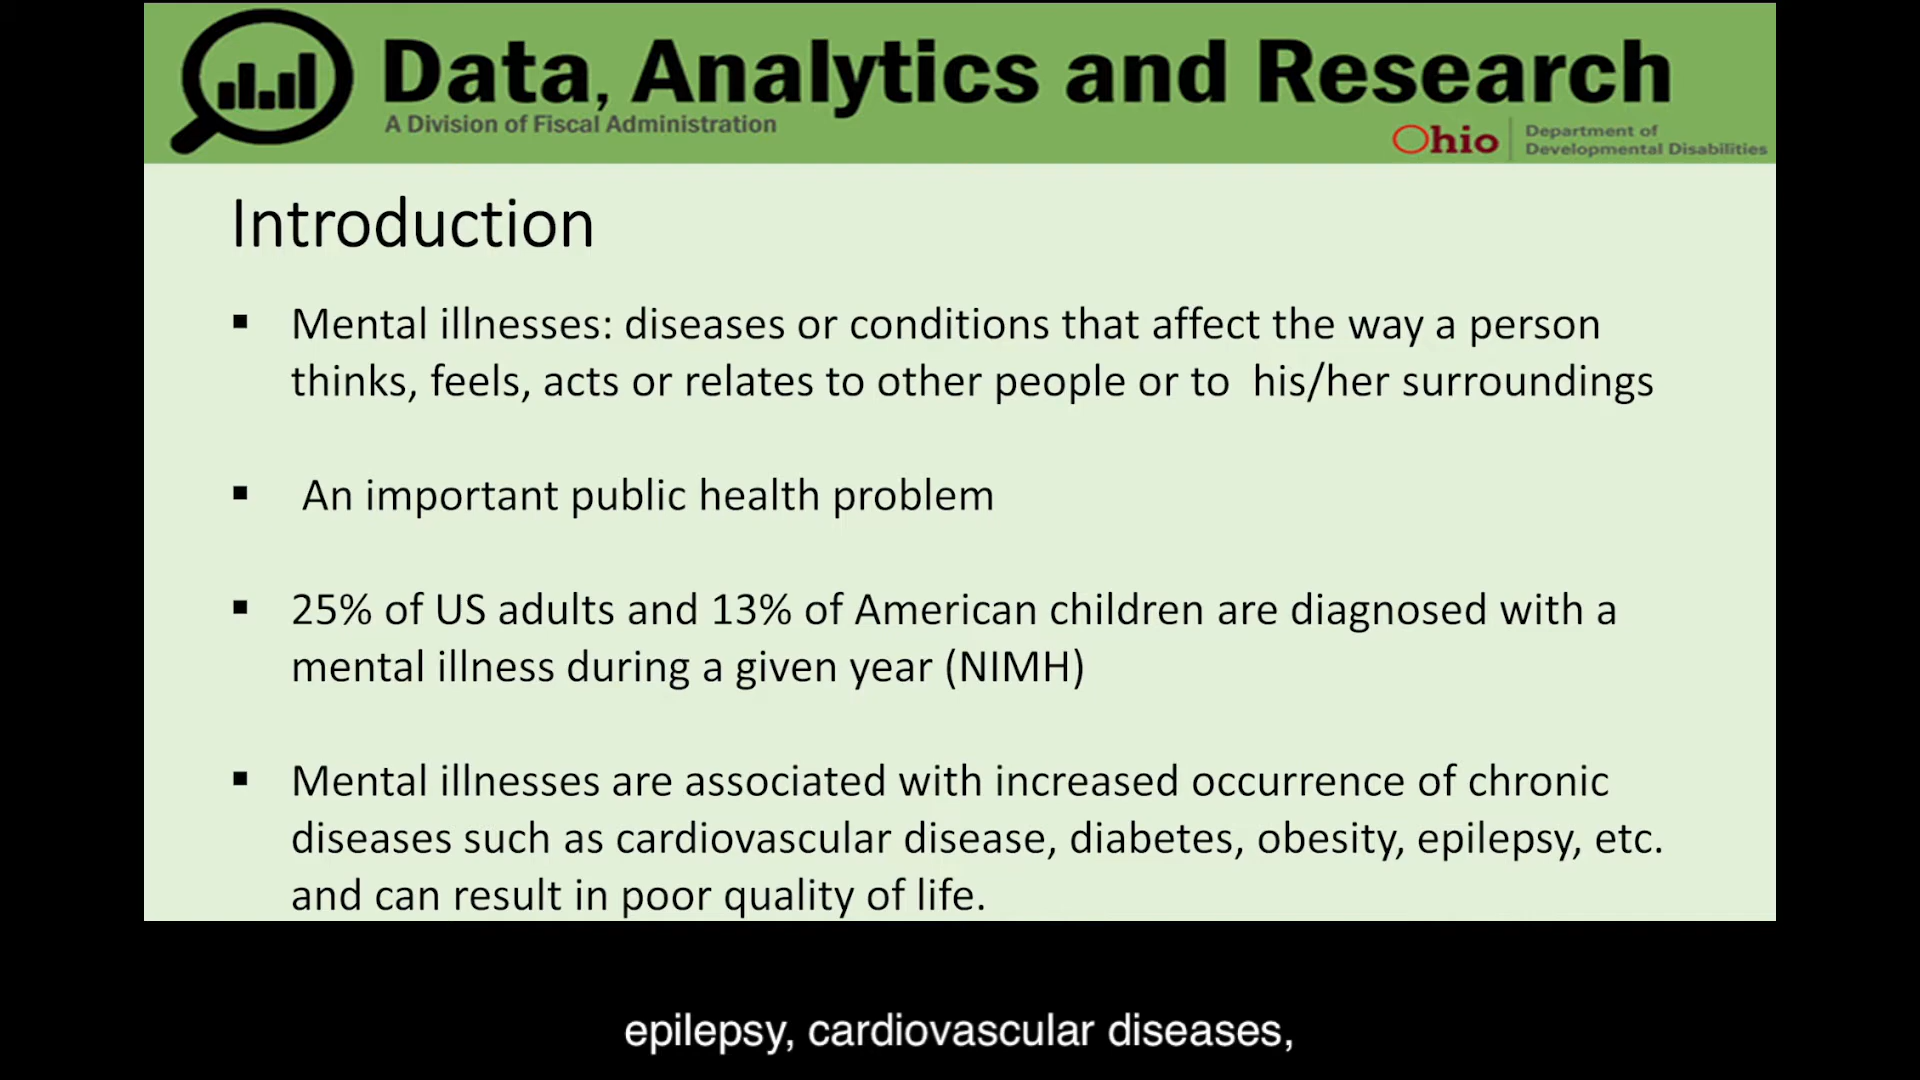 Data, Analytics and Research
A Division of Fiscal Administration
Ohio
Department of
Developmental Disabilities
Introduction
▪ Mental illnesses: diseases or conditions that affect the way a person
thinks, feels, acts or relates to other people or to  his/her surroundings
▪ An important public health problem
▪ 25% of US adults and 13% of American children are diagnosed with a
mental illness during a given year (NIMH)
▪ Mental illnesses are associated with increased occurrence of chronic
diseases such as cardiovascular disease, diabetes, obesity, epilepsy, etc.
and can result in poor quality of life.
epilepsy, cardiovascular diseases,